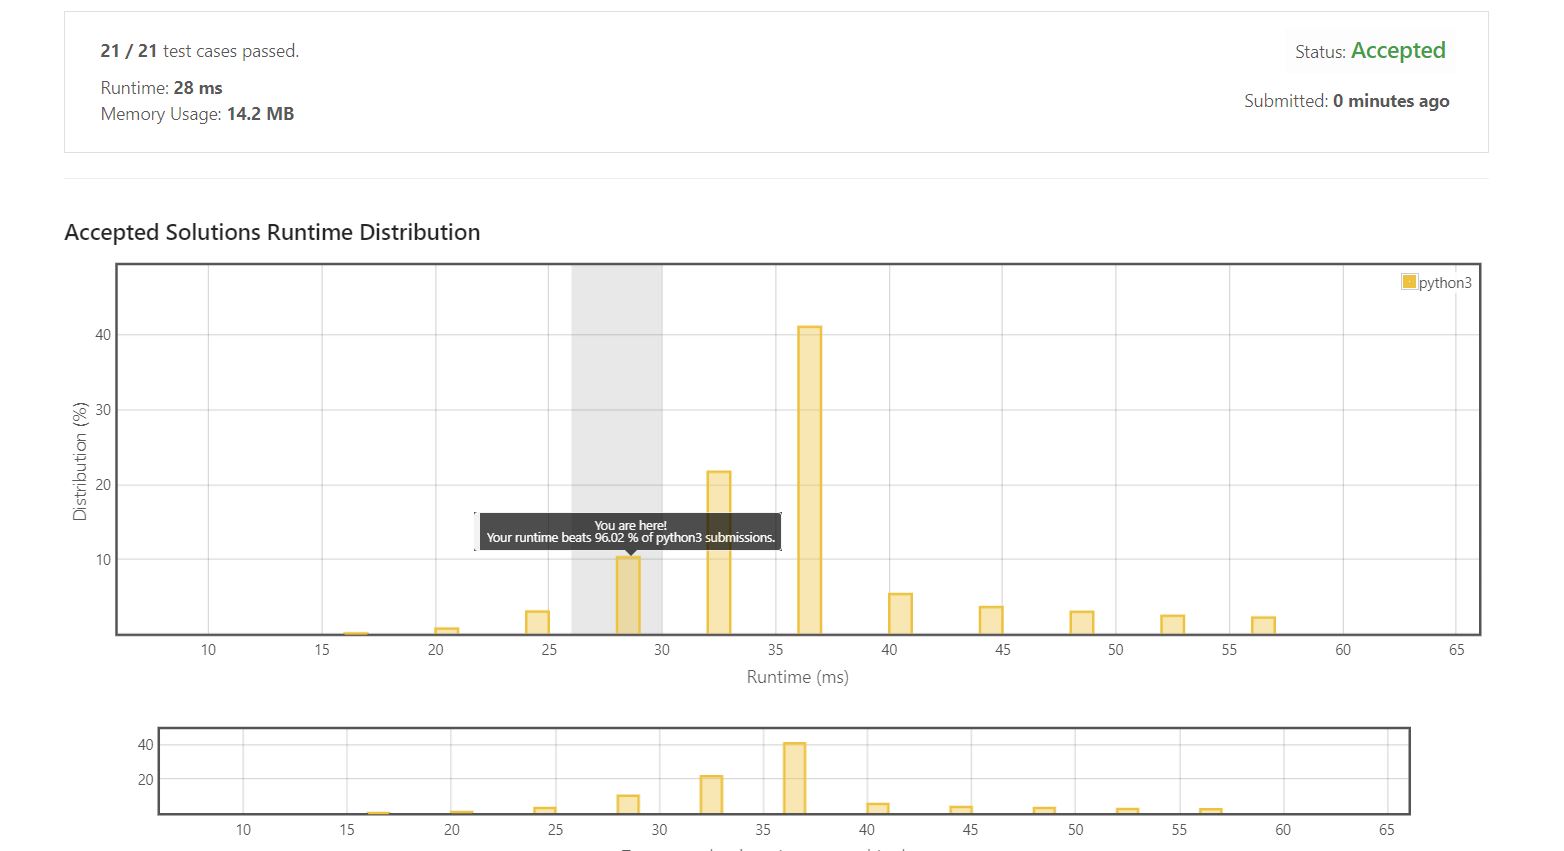 21 / 21 test cases passed.
Status: Accepted
Runtime: 28 ms
Memory Usage: 14.2 MB
Submitted: 0 minutes ago
Accepted Solutions Runtime Distribution
python3
40
30
20
10
Distribution (%)
You are here!
Your runtime beats 96.02 % of python3 submissions.
10 15 20 25 30 35 40 45 50 55 60 65
Runtime (ms)
40
20
10 15 20 25 30 35 40 45 50 55 60 65